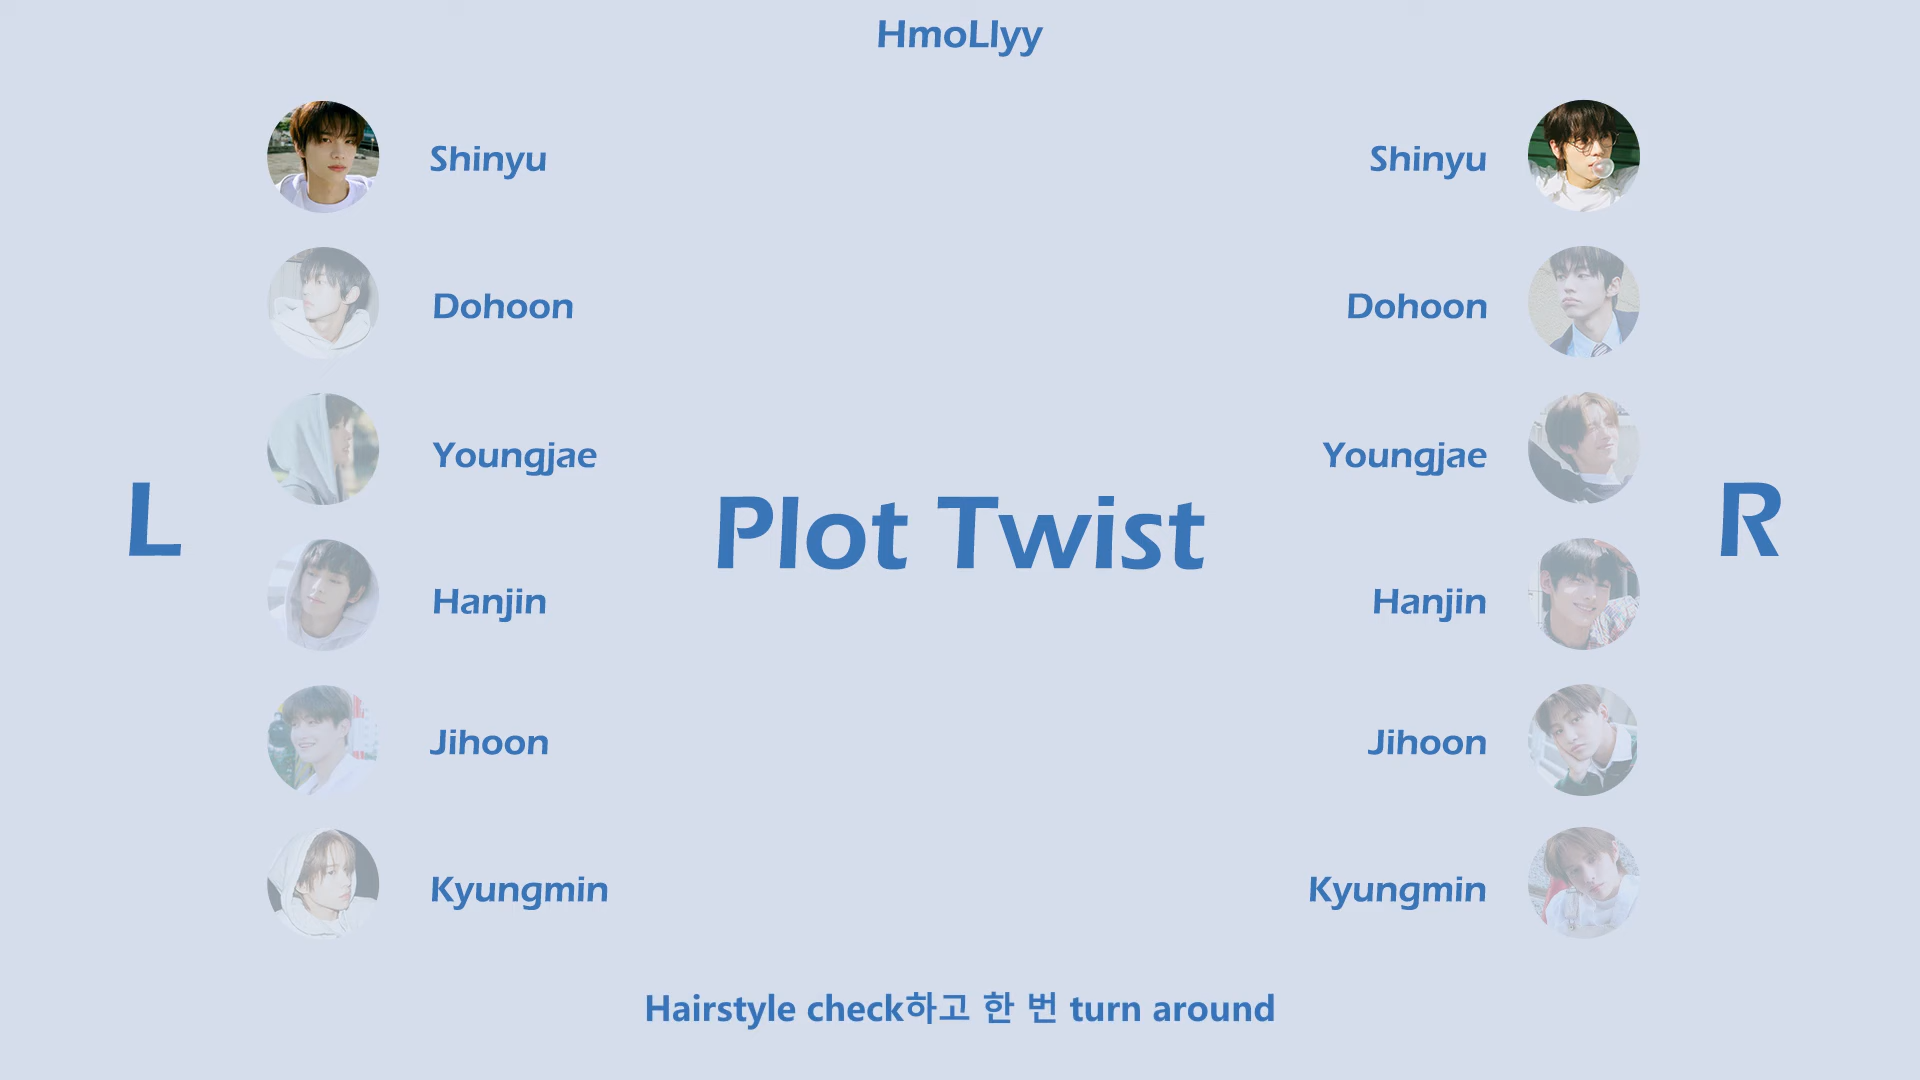 HmoLlyy
Shinyu
Shinyu
Dohoon
Dohoon
Youngjae
Youngjae
L
Plot Twist
R
Hanjin
Hanjin
Jihoon
Jihoon
Kyungmin
Kyungmin
Hairstyle check하고 한 번 turn around